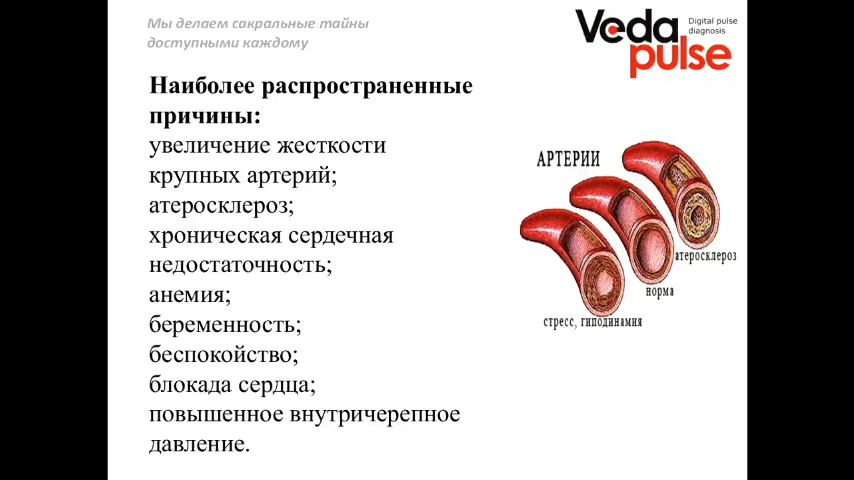 Мы делаем сакральные тайны
доступными каждому
Veda
pulse
Digital pulse
diagnosis
Наиболее распространенные
причины:
увеличение жесткости
крупных артерий;
атеросклероз;
хроническая сердечная
недостаточность;
анемия;
беременность;
беспокойство;
блокада сердца;
повышенное внутричерепное
давление.
АРТЕРИИ
атеросклероз
норма
стресс, гиподинамия